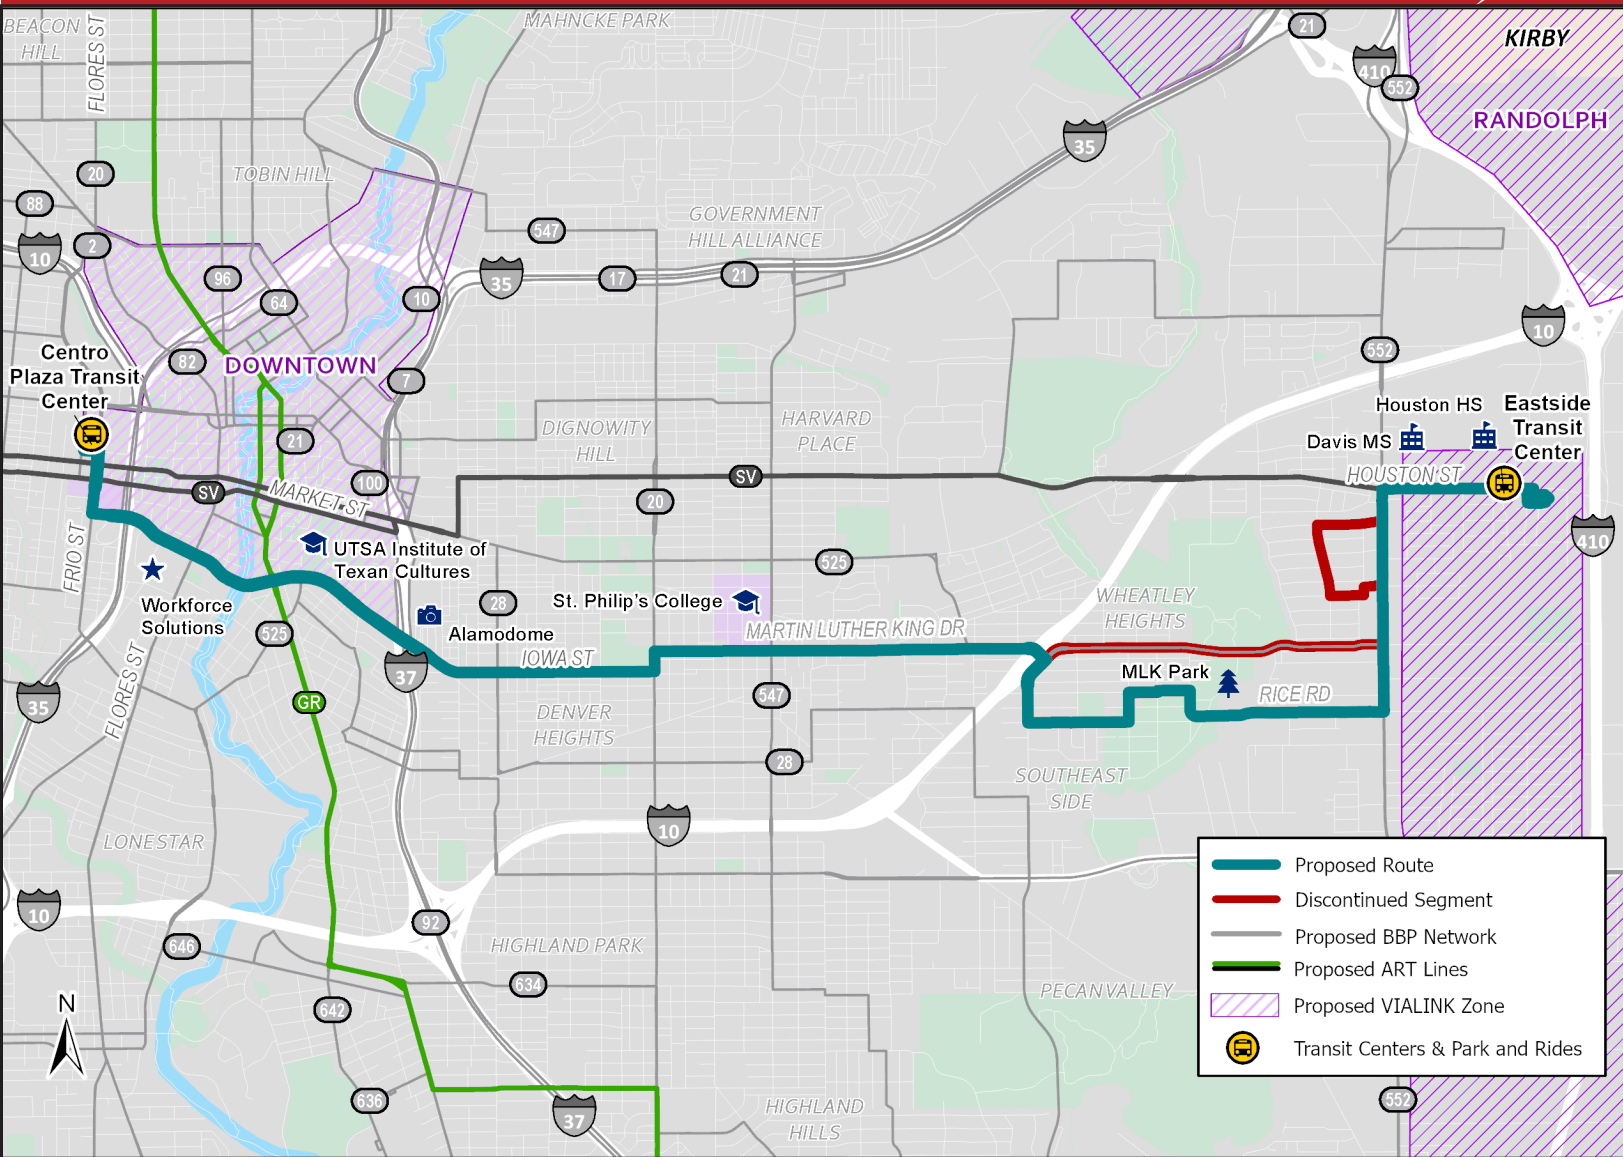 BEACON
HILL
FLORES ST
MAHNCKE PARK
21
KIRBY
410
552
RANDOLPH
35
20
TOBIN HILL
88
2
10
547
GOVERNMENT
HILL ALLIANCE
96
64
10
35
17
21
10
552
Centro
Plaza Transit
Center
82
DOWNTOWN
7
Houston HS
Eastside
Transit
Center
Davis MS
HOUSTON ST
DIGNOWITY
HILL
HARVARD
PLACE
21
100
SV
MARKET ST
20
SV
410
FRIO ST
UTSA Institute of
Texan Cultures
525
Workforce
Solutions
28
St. Philip's College
WHEATLEY
HEIGHTS
Alamodome
MARTIN LUTHER KING DR
525
IOWA ST
FLORES ST
37
MLK Park
RICE RD
35
GR
547
DENVER
HEIGHTS
28
SOUTHEAST
SIDE
10
LONESTAR
10
92
646
HIGHLAND PARK
634
PECAN VALLEY
N
642
636
37
HIGHLAND
HILLS
552
Proposed Route
Discontinued Segment
Proposed BBP Network
Proposed ART Lines
Proposed VIALINK Zone
Transit Centers & Park and Rides